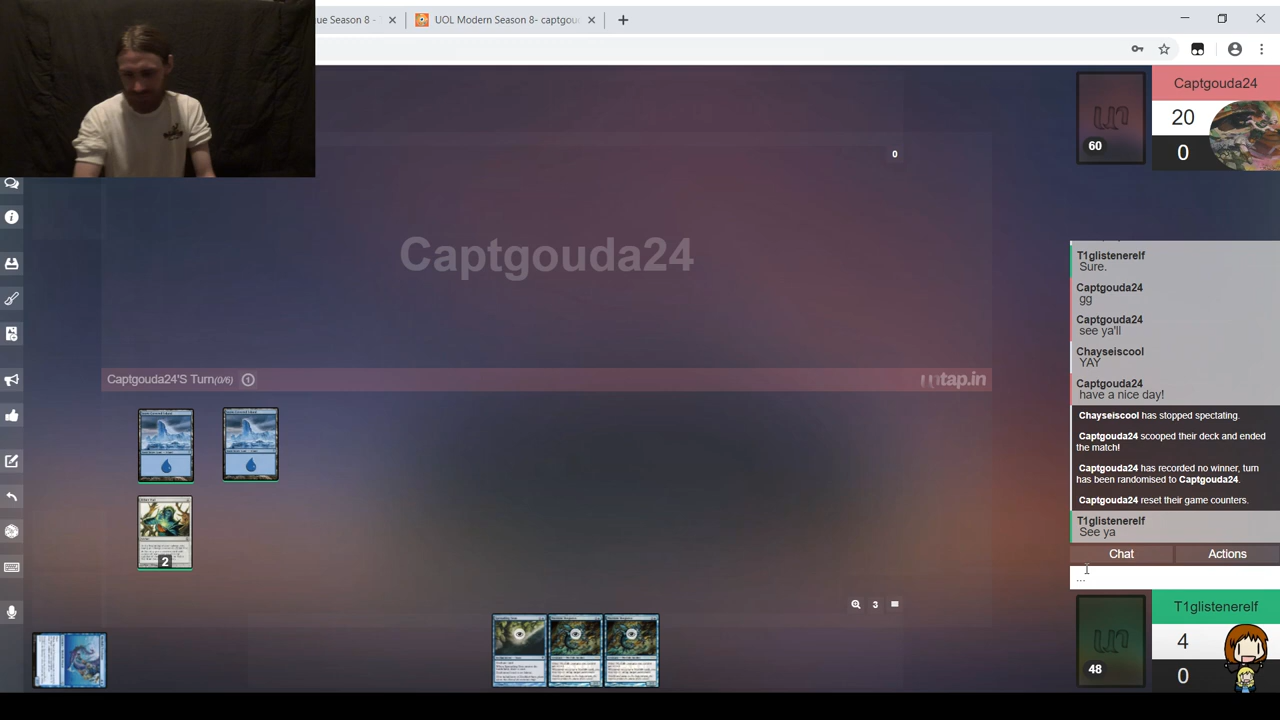 ue Season 8 -
UOL Modern Season 8- captgou
Captgouda24
20
60
0
0
Captgouda24
T1glistenerelf
Sure.
Captgouda24
gg
see ya'll
Captgouda24
Chayseiscool
YAY
Captgouda24'S Turn(0/6) 1
untap.in
Captgouda24
have a nice day!
Chayseiscool has stopped spectating.
Captgouda24 scooped their deck and ended
the match!
Captgouda24 has recorded no winner, turn
has been randomised to Captgouda24.
Captgouda24 reset their game counters.
T1glistenerelf
See ya
Chat Actions
...
2
3
T1glistenerelf
4
48
0